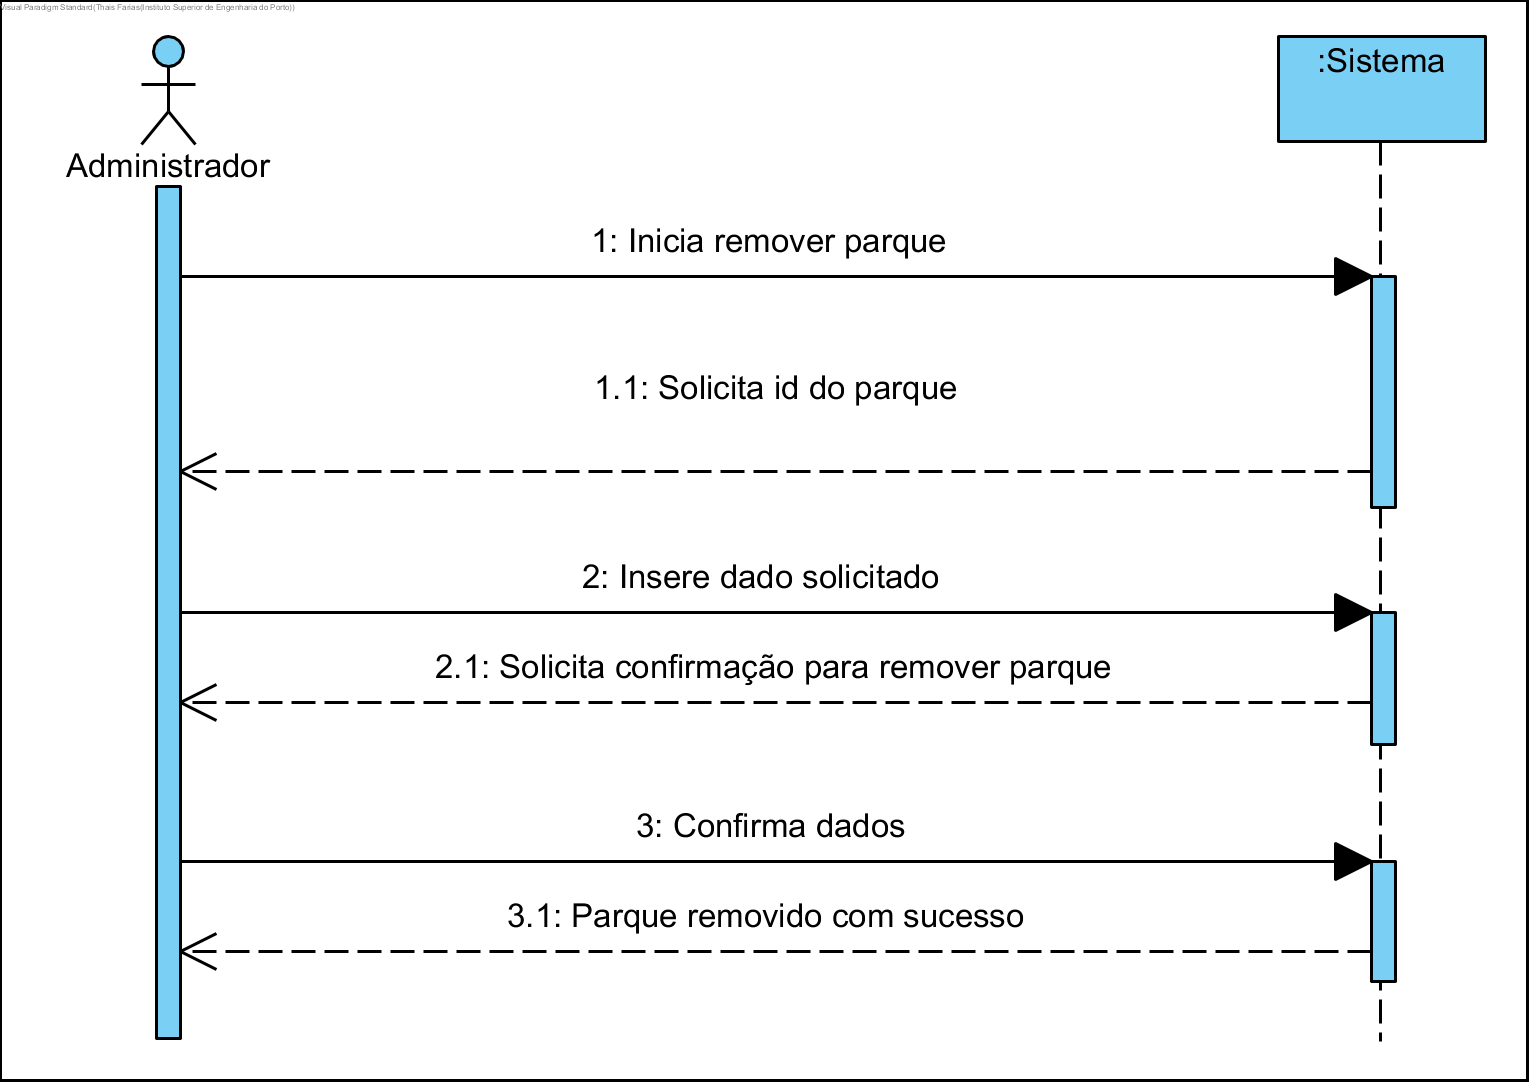 Visual Paradigm Standard(Thais Farias(Instituto Superior de Engenharia do Porto))
:Sistema
Administrador
1: Inicia remover parque
1.1: Solicita id do parque
2: Insere dado solicitado
2.1: Solicita confirmação para remover parque
3: Confirma dados
3.1: Parque removido com sucesso